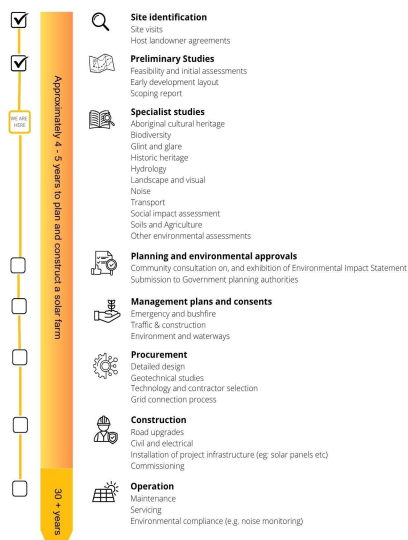 Site identification
Site visits
Host landowner agreements
Preliminary Studies
Feasibility and initial assessments
Early development layout
Scoping report
WE ARE
HERE
Specialist studies
Aboriginal cultural heritage
Biodiversity
Glint and glare
Historic heritage
Hydrology
Landscape and visual
Noise
Transport
Social impact assessment
Soils and Agriculture
Other environmental assessments
Approximately 4 - 5 years to plan and construct a solar farm
Planning and environmental approvals
Community consultation on, and exhibition of Environmental Impact Statement
Submission to Government planning authorities
Management plans and consents
Emergency and bushfire
Traffic & construction
Environment and waterways
Procurement
Detailed design
Geotechnical studies
Technology and contractor selection
Grid connection process
Construction
Road upgrades
Civil and electrical
Installation of project infrastructure (eg: solar panels etc)
Commissioning
30 + years
Operation
Maintenance
Servicing
Environmental compliance (e.g. noise monitoring)